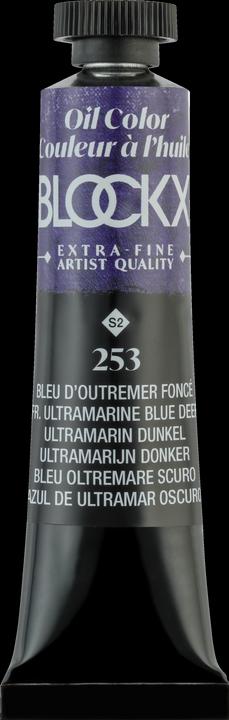 Oil Color
Couleur à l'huile
BLOCKX
EXTRA-FINE
ARTIST QUALITY
S2
253
BLEU D'OUTREMER FONCÉ
FR. ULTRAMARINE BLUE DEEP
ULTRAMARIN DUNKEL
ULTRAMARIJN DONKER
BLEU OLTREMARE SCURO
AZUL DE ULTRAMAR OSCURO